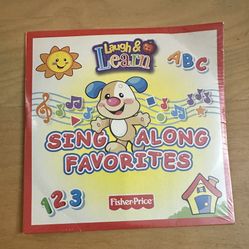 Laugh &
Learn
ABC
SING ALONG
FAVORITES
123
Fisher-Price